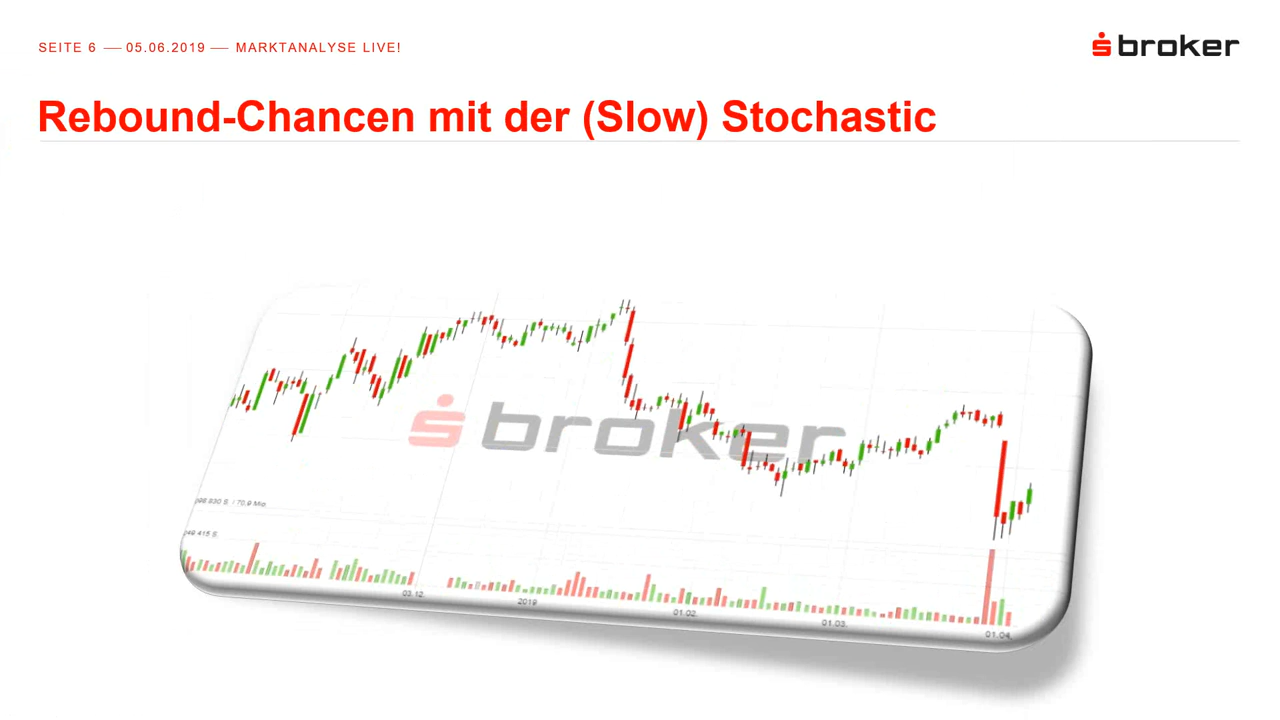 SEITE 6 — 05.06.2019 — MARKTANALYSE LIVE!
broker
Rebound-Chancen mit der (Slow) Stochastic
broker
03.12.
2019
01.02.
01.03.
01.04.